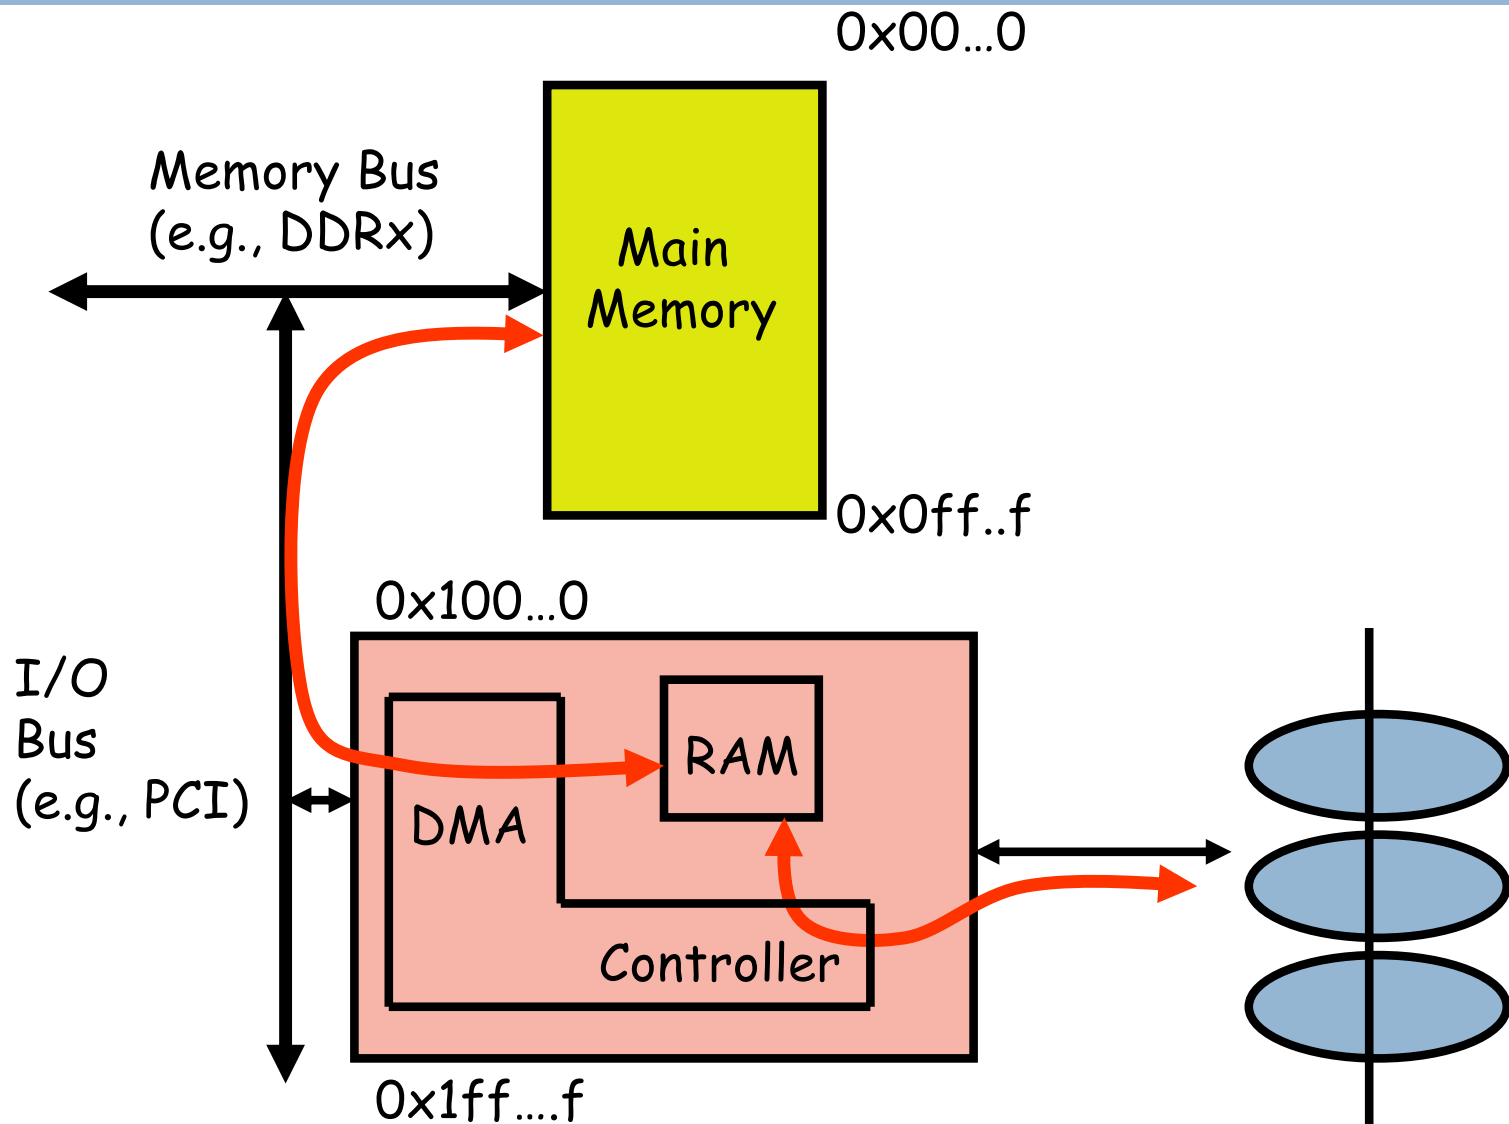 0x00...0
Memory Bus
(e.g., DDRx)
Main
Memory
0x0ff..f
0x100...0
I/O
Bus
(e.g., PCI)
RAM
DMA
Controller
0x1ff....f